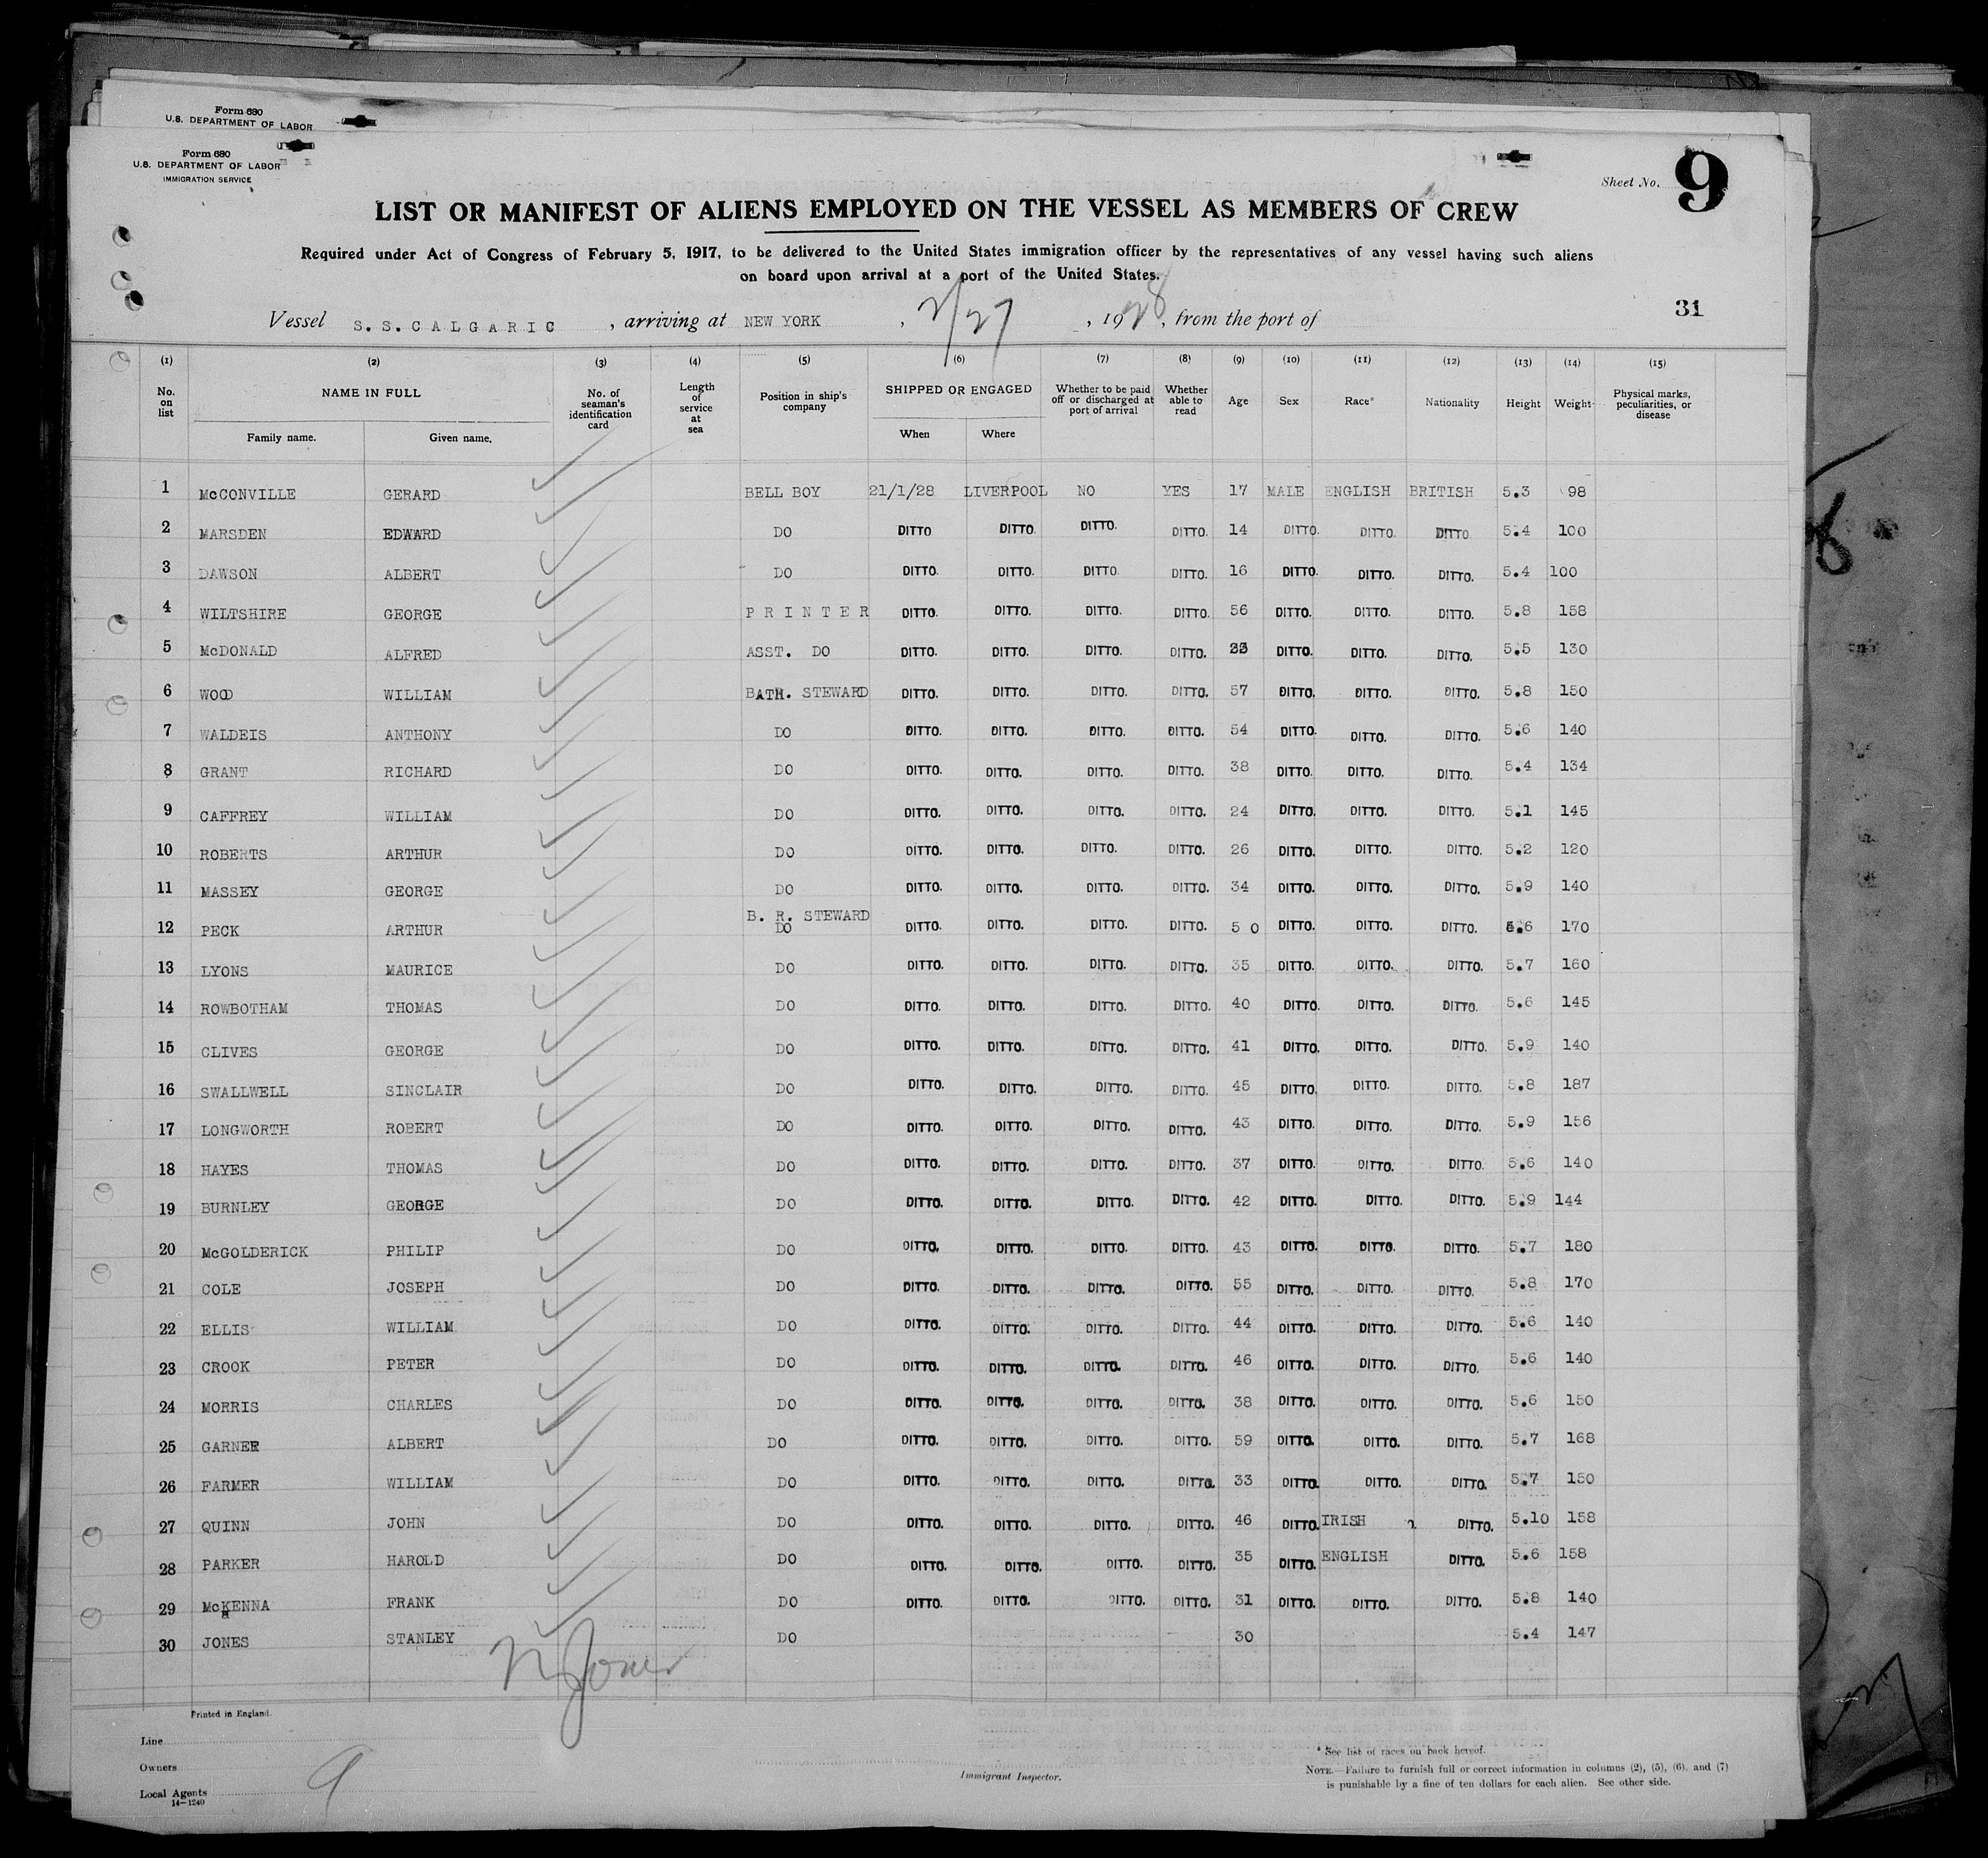 Form 680
U.S. DEPARTMENT OF LABOR
Form 680
U.S. DEPARTMENT OF LABOR
IMMIGRATION SERVICE
Sheet No. 9
LIST OR MANIFEST OF ALIENS EMPLOYED ON THE VESSEL AS MEMBERS OF CREW
Required under Act of Congress of February 5, 1917, to be delivered to the United States immigration officer by the representatives of any vessel having such aliens
on board upon arrival at a port of the United States.
Vessel S.S.CALGARIC, arriving at NEW YORK, 2/27, 1928, from the port of
31
(1) (2) (3) (4) (5) (6) (7) (8) (9) (10) (11) (12) (13) (14) (15)
No. on list NAME IN FULL No. of seaman's identification card Length of service at sea Position in ship's company SHIPPED OR ENGAGED Whether to be paid off or discharged at port of arrival Whether able to read Age Sex Race* Nationality Height Weight Physical marks, peculiarities, or disease
Family name. Given name. When Where
1 McCONVILLE GERARD BELL BOY 21/1/28 LIVERPOOL NO YES 17 MALE ENGLISH BRITISH 5.3 98
2 MARSDEN EDWARD DO DITTO DITTO. DITTO. DITTO. 14 DITTO. DITTO. DITTO. 5.4 100
3 DAWSON ALBERT DO DITTO. DITTO. DITTO. DITTO. 16 DITTO. DITTO. DITTO. 5.4 100
4 WILTSHIRE GEORGE PRINTER DITTO. DITTO. DITTO. DITTO. 56 DITTO. DITTO. DITTO. 5.8 158
5 McDONALD ALFRED ASST. DO DITTO. DITTO. DITTO. DITTO. DITTO. DITTO. DITTO. 5.5 130
6 WOOD WILLIAM BATH. STEWARD DITTO. DITTO. DITTO. DITTO. 57 DITTO. DITTO. DITTO. 5.8 150
7 WALDEIS ANTHONY DO DITTO. DITTO. DITTO. DITTO. 54 DITTO. DITTO. DITTO. 5.6 140
8 GRANT RICHARD DO DITTO. DITTO. DITTO. DITTO. 38 DITTO. DITTO. DITTO. 5.4 134
9 CAFFREY WILLIAM DO DITTO. DITTO. DITTO. DITTO. 24 DITTO. DITTO. DITTO. 5.1 145
10 ROBERTS ARTHUR DO DITTO. DITTO. DITTO. DITTO. 26 DITTO. DITTO. DITTO. 5.2 120
11 MASSEY GEORGE DO DITTO. DITTO. DITTO. DITTO. 34 DITTO. DITTO. DITTO. 5.9 140
B. R. STEWARD
12 PECK ARTHUR DO DITTO. DITTO. DITTO. DITTO. 5 0 DITTO. DITTO. DITTO. 5.6 170
13 LYONS MAURICE DO DITTO. DITTO. DITTO. DITTO. 35 DITTO. DITTO. DITTO. 5.7 160
14 ROWBOTHAM THOMAS DO DITTO. DITTO. DITTO. DITTO. 40 DITTO. DITTO. DITTO. 5.6 145
15 CLIVES GEORGE DO DITTO. DITTO. DITTO. DITTO. 41 DITTO. DITTO. DITTO. 5.9 140
16 SWALLWELL SINCLAIR DO DITTO. DITTO. DITTO. DITTO. 45 DITTO. DITTO. DITTO. 5.8 187
17 LONGWORTH ROBERT DO DITTO. DITTO. DITTO. DITTO. 43 DITTO. DITTO. DITTO. 5.9 156
18 HAYES THOMAS DO DITTO. DITTO. DITTO. DITTO. 37 DITTO. DITTO. DITTO. 5.6 140
19 BURNLEY GEORGE DO DITTO. DITTO. DITTO. DITTO. 42 DITTO. DITTO. DITTO. 5.9 144
20 McGOLDERICK PHILIP DO DITTO. DITTO. DITTO. DITTO. 43 DITTO. DITTO. DITTO. 5.7 180
21 COLE JOSEPH DO DITTO. DITTO. DITTO. DITTO. 55 DITTO. DITTO. DITTO. 5.8 170
22 ELLIS WILLIAM DO DITTO. DITTO. DITTO. DITTO. 44 DITTO. DITTO. DITTO. 5.6 140
23 CROOK PETER DO DITTO. DITTO. DITTO. DITTO. 46 DITTO. DITTO. DITTO. 5.6 140
24 MORRIS CHARLES DO DITTO. DITTO. DITTO. DITTO. 38 DITTO. DITTO. DITTO. 5.6 150
25 GARNER ALBERT DO DITTO. DITTO. DITTO. DITTO. 59 DITTO. DITTO. DITTO. 5.7 168
26 FARMER WILLIAM DO DITTO. DITTO. DITTO. DITTO. 33 DITTO. DITTO. DITTO. 5.7 150
27 QUINN JOHN DO DITTO. DITTO. DITTO. DITTO. 46 DITTO. IRISH DITTO. 5.10 158
28 PARKER HAROLD DO DITTO. DITTO. DITTO. DITTO. 35 DITTO. ENGLISH DITTO. 5.6 158
29 McKENNA FRANK DO DITTO. DITTO. DITTO. DITTO. 31 DITTO. DITTO. DITTO. 5.8 140
30 JONES STANLEY DO 30 5.4 147
Jones
Printed in England.
Line
Owners
Local Agents
14—1240
9
Immigrant Inspector.
* See list of races on back hereof.
NOTE.—Failure to furnish full or correct information in columns (2), (5), (6), and (7)
is punishable by a fine of ten dollars for each alien. See other side.